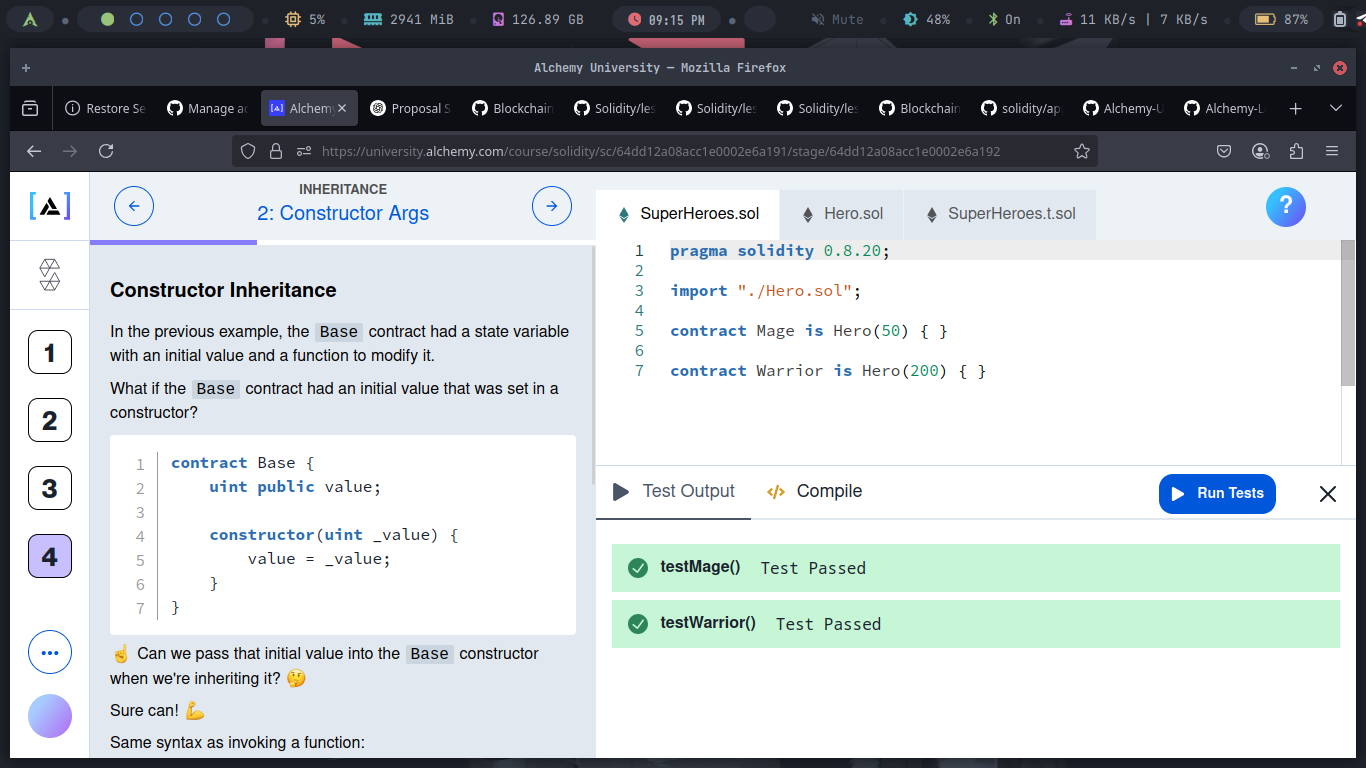 5%
2941 MiB
126.89 GB
09:15 PM
Mute
48%
On
11 KB/s | 7 KB/s
87%
Alchemy University — Mozilla Firefox
Restore Se
Manage ac
Alchemy
Proposal S
Blockchain
Solidity/les
Solidity/les
Solidity/les
Blockchain
solidity/ap
Alchemy-U
Alchemy-L
https://university.alchemy.com/course/solidity/sc/64dd12a08acc1e0002e6a191/stage/64dd12a08acc1e0002e6a192
INHERITANCE
2: Constructor Args
1
2
3
4
Constructor Inheritance
In the previous example, the Base contract had a state variable
with an initial value and a function to modify it.
What if the Base contract had an initial value that was set in a
constructor?
1 contract Base {
2 uint public value;
3
4 constructor(uint _value) {
5 value = _value;
6 }
7 }
☝️ Can we pass that initial value into the Base constructor
when we're inheriting it? 🤔
Sure can! 💪
Same syntax as invoking a function:
SuperHeroes.sol
Hero.sol
SuperHeroes.t.sol
?
1 pragma solidity 0.8.20;
2
3 import "./Hero.sol";
4
5 contract Mage is Hero(50) { }
6
7 contract Warrior is Hero(200) { }
Test Output
Compile
Run Tests
testMage() Test Passed
testWarrior() Test Passed